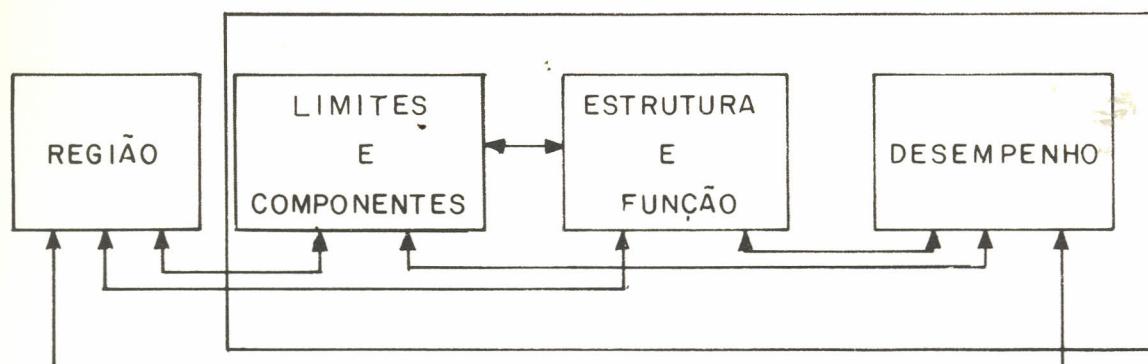 REGIÃO
LIMITES
E
COMPONENTES
ESTRUTURA
E
FUNÇÃO
DESEMPENHO